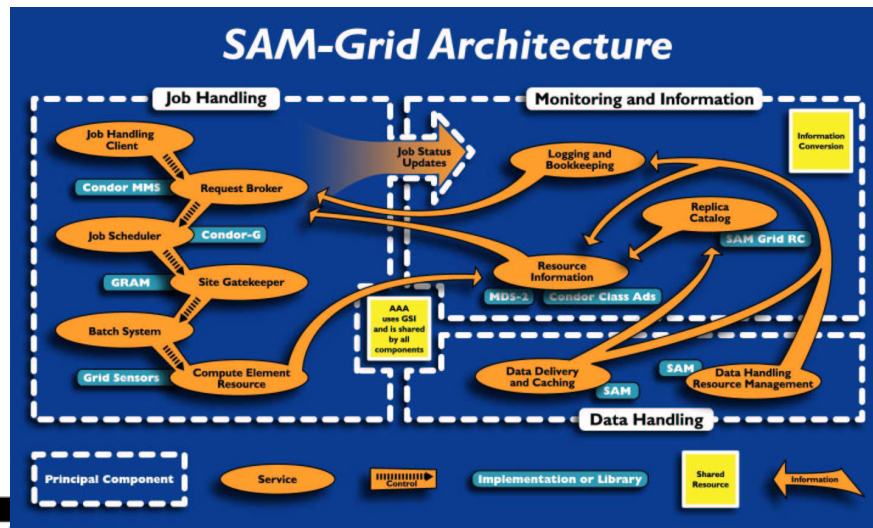 SAM-Grid Architecture
Job Handling
Monitoring and Information
Job Handling
Client
Condor MMS
Request Broker
Job Scheduler
Condor-G
GRAM
Site Gatekeeper
Batch System
Grid Sensors
Compute Element
Resource
Job Status
Updates
Logging and
Bookkeeping
Information
Conversion
Replica
Catalog
SAM Grid RC
Resource
Information
MDS-2
Condor Class Ads
AAA
uses GSI
and is shared
by all
components
Data Delivery
and Caching
SAM
SAM
Data Handling
Resource Management
Data Handling
Principal Component
Service
Control
Implementation or Library
Shared
Resource
Information